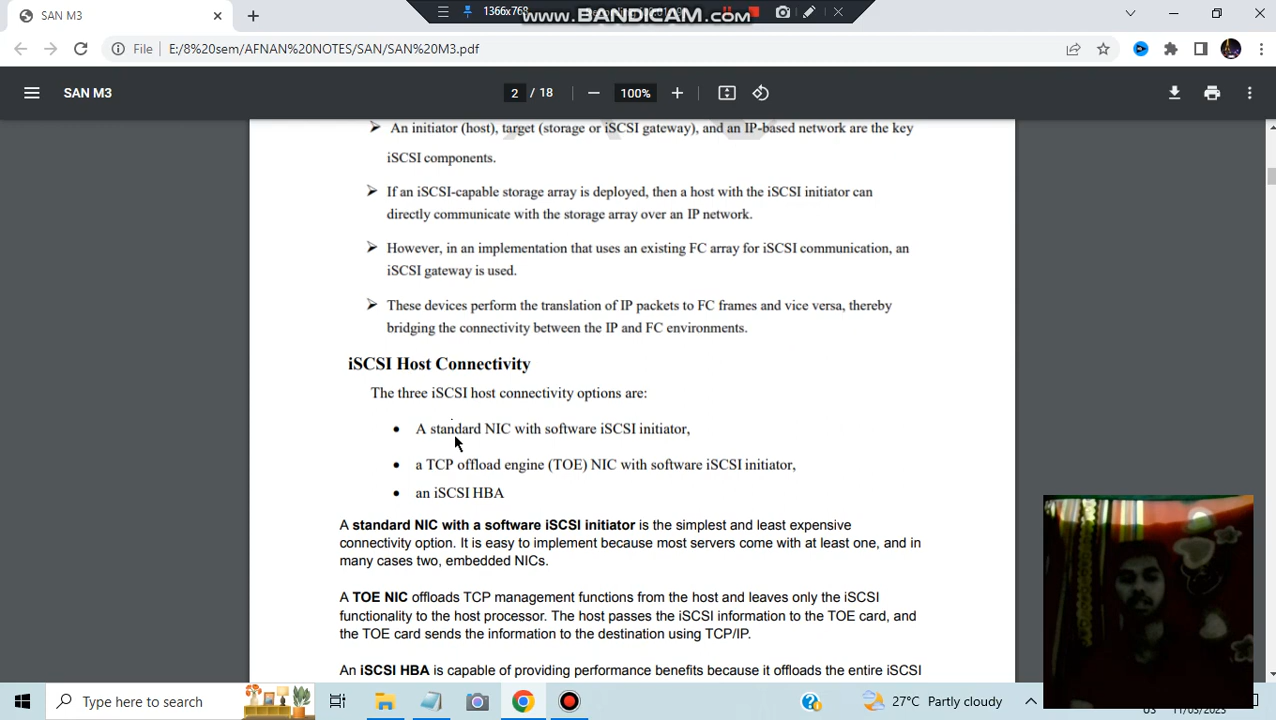 SAN M3
1366x768
www.BANDICAM.com
File
E:/8%20sem/AFNAN%20NOTES/SAN/SAN%20M3.pdf
SAN M3
2 / 18
100%
An initiator (host), target (storage or iSCSI gateway), and an IP-based network are the key
iSCSI components.
If an iSCSI-capable storage array is deployed, then a host with the iSCSI initiator can
directly communicate with the storage array over an IP network.
However, in an implementation that uses an existing FC array for iSCSI communication, an
iSCSI gateway is used.
These devices perform the translation of IP packets to FC frames and vice versa, thereby
bridging the connectivity between the IP and FC environments.
iSCSI Host Connectivity
The three iSCSI host connectivity options are:
A standard NIC with software iSCSI initiator,
a TCP offload engine (TOE) NIC with software iSCSI initiator,
an iSCSI HBA
A standard NIC with a software iSCSI initiator is the simplest and least expensive
connectivity option. It is easy to implement because most servers come with at least one, and in
many cases two, embedded NICs.
A TOE NIC offloads TCP management functions from the host and leaves only the iSCSI
functionality to the host processor. The host passes the iSCSI information to the TOE card, and
the TOE card sends the information to the destination using TCP/IP.
An iSCSI HBA is capable of providing performance benefits because it offloads the entire iSCSI
Type here to search
27°C Partly cloudy